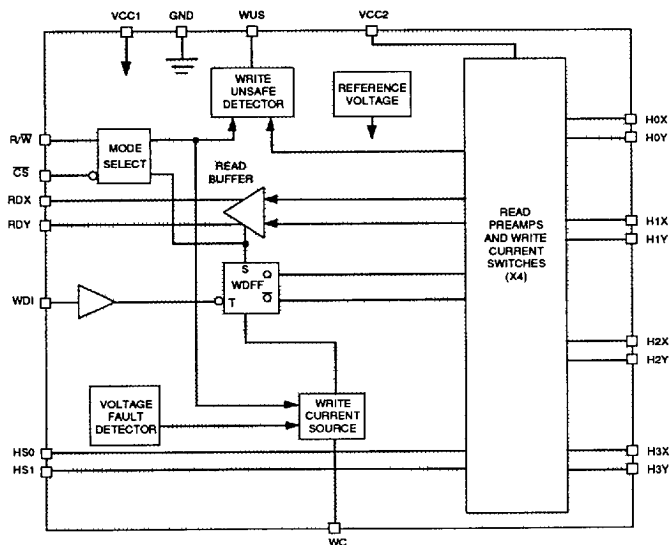 VCC1 GND WUS VCC2
WRITE
UNSAFE
DETECTOR
REFERENCE
VOLTAGE
R/W̅
C̅S̅
RDX
RDY
WDI
HS0
HS1
MODE
SELECT
READ
BUFFER
S
WDFF
T
Q
Q̅
VOLTAGE
FAULT
DETECTOR
WRITE
CURRENT
SOURCE
READ
PREAMPS
AND WRITE
CURRENT
SWITCHES
(X4)
H0X
H0Y
H1X
H1Y
H2X
H2Y
H3X
H3Y
WC